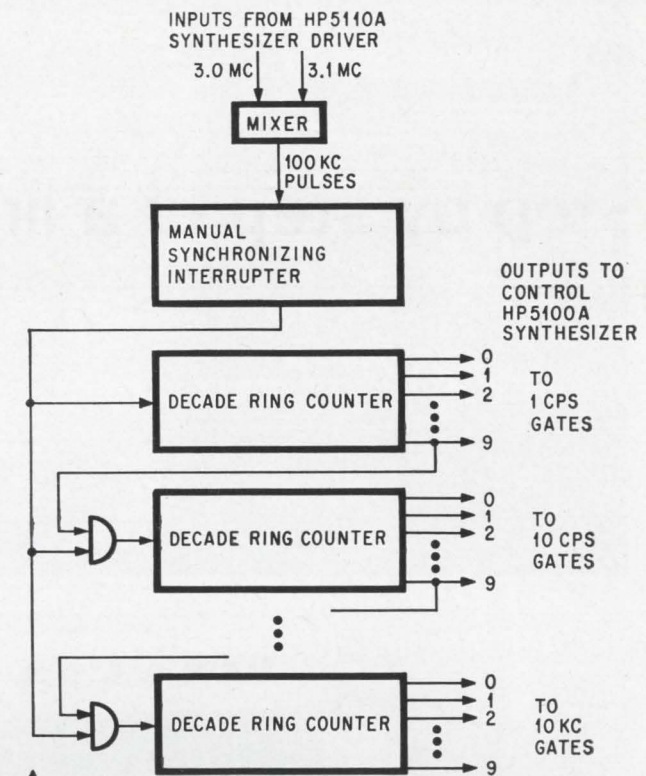 INPUTS FROM HP5110A
SYNTHESIZER DRIVER
3.0 MC
3.1 MC
MIXER
100 KC
PULSES
MANUAL
SYNCHRONIZING
INTERRUPTER
OUTPUTS TO
CONTROL
HP5100A
SYNTHESIZER
DECADE RING COUNTER
0
1
2
9
TO
1 CPS
GATES
DECADE RING COUNTER
0
1
2
9
TO
10 CPS
GATES
DECADE RING COUNTER
0
1
2
9
TO
10 KC
GATES